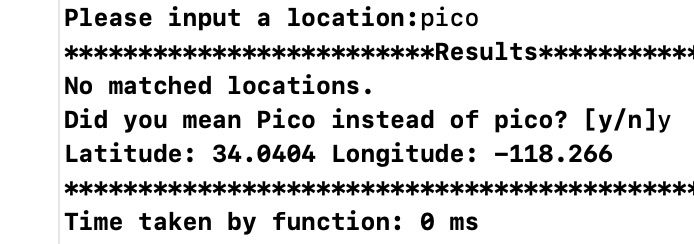 Please input a location:pico
*************************Results***********
No matched locations.
Did you mean Pico instead of pico? [y/n]y
Latitude: 34.0404 Longitude: -118.266
*******************************************
Time taken by function: 0 ms